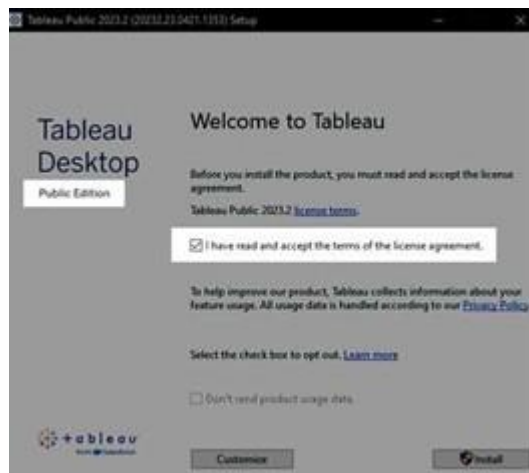 Tableau Public 2023.2 (20232.23.0421.1353) Setup
Tableau
Desktop
Public Edition
Welcome to Tableau
Before you install the product, you must read and accept the license
agreement.
Tableau Public 2023.2 license terms.
I have read and accept the terms of the license agreement.
To help improve our product, Tableau collects information about your
feature usage. All usage data is handled according to our Privacy Policy.
Select the check box to opt out. Learn more
Don't send product usage data
+ableau
from Salesforce
Customize
Install